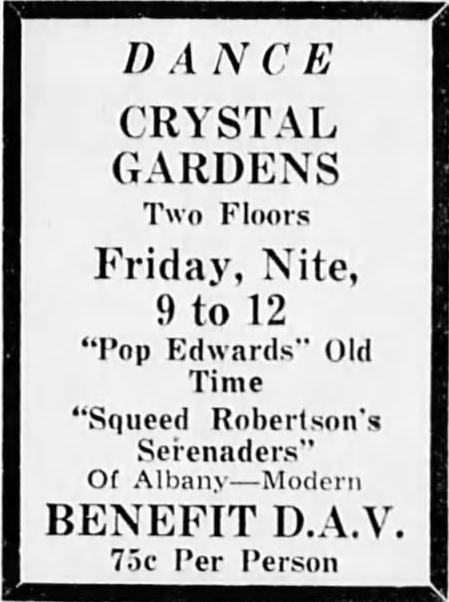 DANCE
CRYSTAL
GARDENS
Two Floors
Friday, Nite,
9 to 12
"Pop Edwards" Old
Time
"Squeed Robertson's
Serenaders"
Of Albany—Modern
BENEFIT D.A.V.
75c Per Person